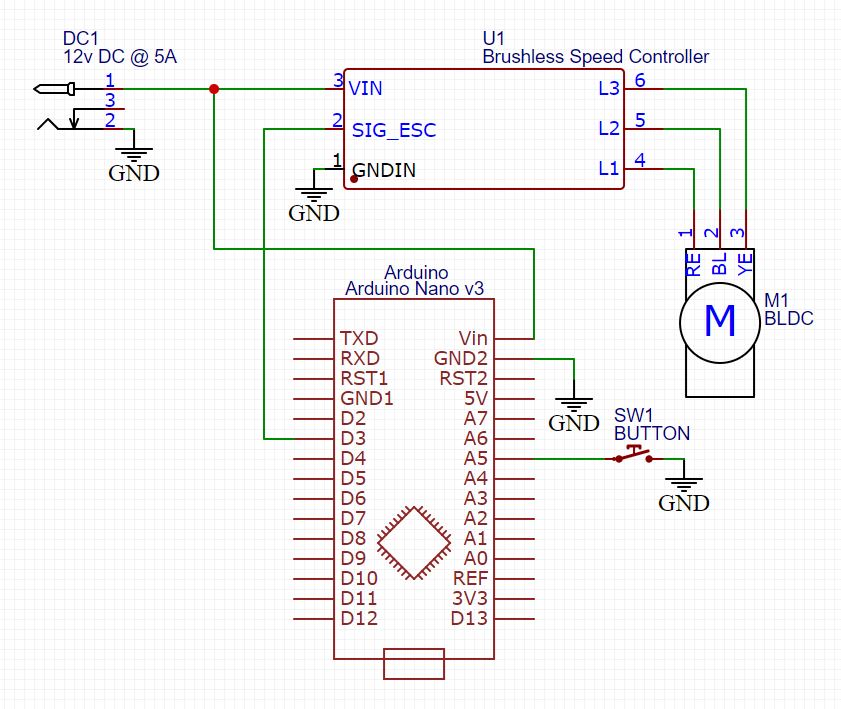 DC1
12v DC @ 5A
1
3
2
GND
U1
Brushless Speed Controller
3 VIN
2 SIG_ESC
1 GNDIN
L3 6
L2 5
L1 4
GND
1 2 3
RE BL YE
M
M1
BLDC
Arduino
Arduino Nano v3
TXD Vin
RXD GND2
RST1 RST2
GND1 5V
D2 A7
D3 A6
D4 A5
D5 A4
D6 A3
D7 A2
D8 A1
D9 A0
D10 REF
D11 3V3
D12 D13
GND
SW1
BUTTON
GND